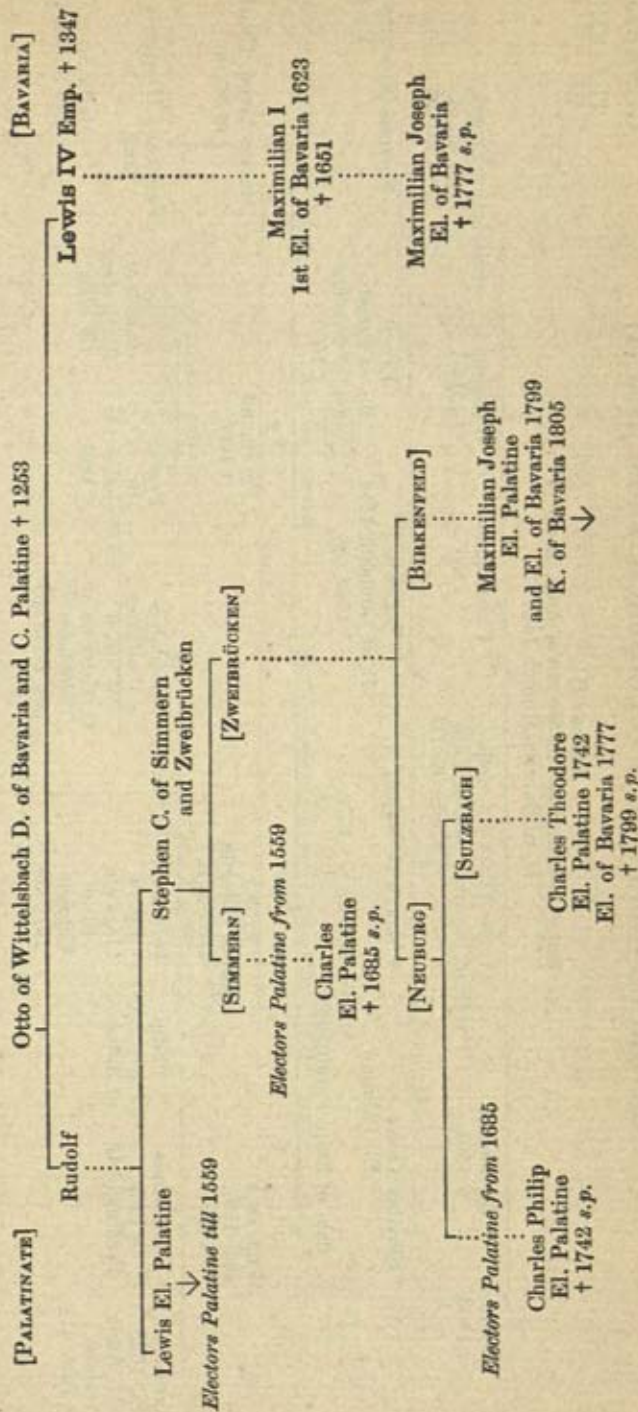 Otto of Wittelsbach D. of Bavaria and C. Palatine † 1253
[PALATINATE]
[BAVARIA]
Rudolf
Lewis IV Emp. † 1347
Lewis El. Palatine
Electors Palatine till 1559
Stephen C. of Simmern
and Zweibrücken
[SIMMERN]
[ZWEIBRÜCKEN]
Electors Palatine from 1559
Charles
El. Palatine
† 1685 s.p.
Maximilian I
1st El. of Bavaria 1623
† 1651
[NEUBURG]
[BIRKENFELD]
Maximilian Joseph
El. of Bavaria
† 1777 s.p.
Electors Palatine from 1685
[SULZBACH]
Charles Philip
El. Palatine
† 1742 s.p.
Charles Theodore
El. Palatine 1742
El. of Bavaria 1777
† 1799 s.p.
Maximilian Joseph
El. Palatine
and El. of Bavaria 1799
K. of Bavaria 1805